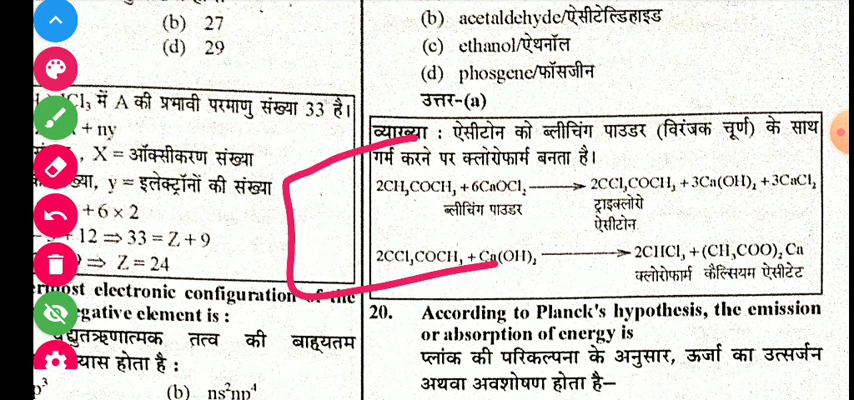 (b) 27
(d) 29
Cl₃ में A की प्रभावी परमाणु संख्या 33 है।
+ ny
, X = ऑक्सीकरण संख्या
y = इलेक्ट्रॉनों की संख्या
+ 6 × 2
+ 12 ⇒ 33 = Z + 9
⇒ Z = 24
electronic configuration of the
element is :
तत्व की बाह्यतम
होता है :
(b) ns²np⁴
(b) acetaldehyde/ऐसीटेल्डिहाइड
(c) ethanol/ऐथनॉल
(d) phosgene/फॉसजीन
उत्तर-(a)
व्याख्या : ऐसीटोन को ब्लीचिंग पाउडर (विरंजक चूर्ण) के साथ
गर्म करने पर क्लोरोफार्म बनता है।
2CH₃COCH₃ + 6CaOCl₂ → 2CCl₃COCH₃ + 3Ca(OH)₂ + 3CaCl₂
ब्लीचिंग पाउडर ट्राइक्लोरो
ऐसीटोन
2CCl₃COCH₃ + Ca(OH)₂ → 2CHCl₃ + (CH₃COO)₂Ca
क्लोरोफार्म कैल्सियम ऐसीटेट
20. According to Planck's hypothesis, the emission
or absorption of energy is
प्लांक की परिकल्पना के अनुसार, ऊर्जा का उत्सर्जन
अथवा अवशोषण होता है–